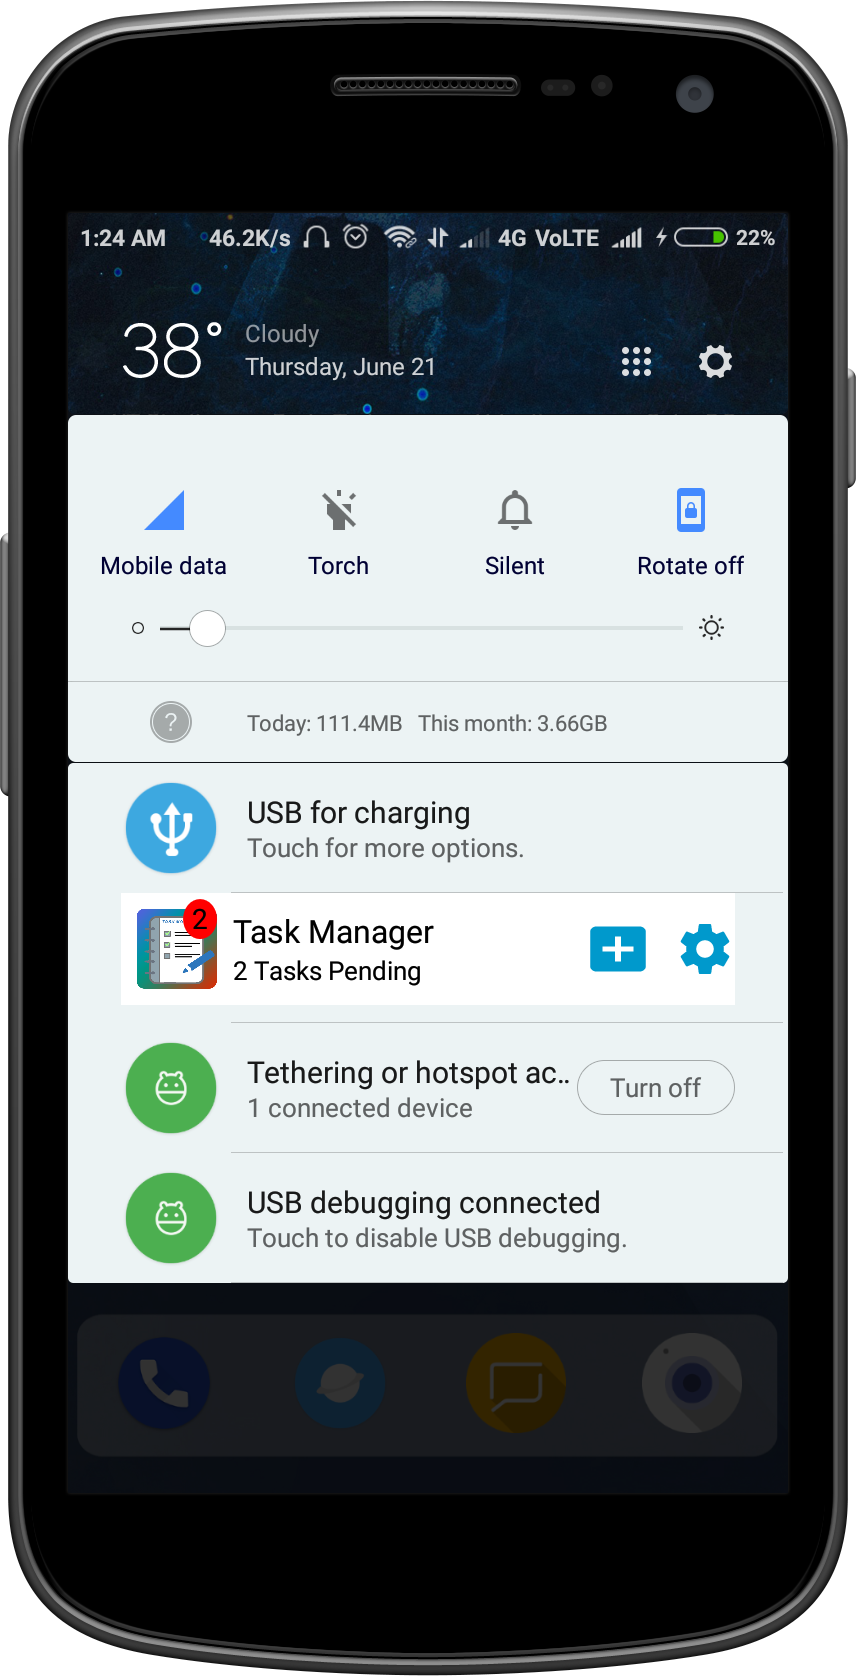 1:24 AM 46.2K/s 4G VoLTE 22%
38° Cloudy
Thursday, June 21
Mobile data Torch Silent Rotate off
? Today: 111.4MB This month: 3.66GB
USB for charging
Touch for more options.
2
Task Manager
2 Tasks Pending
Tethering or hotspot ac..
1 connected device
Turn off
USB debugging connected
Touch to disable USB debugging.